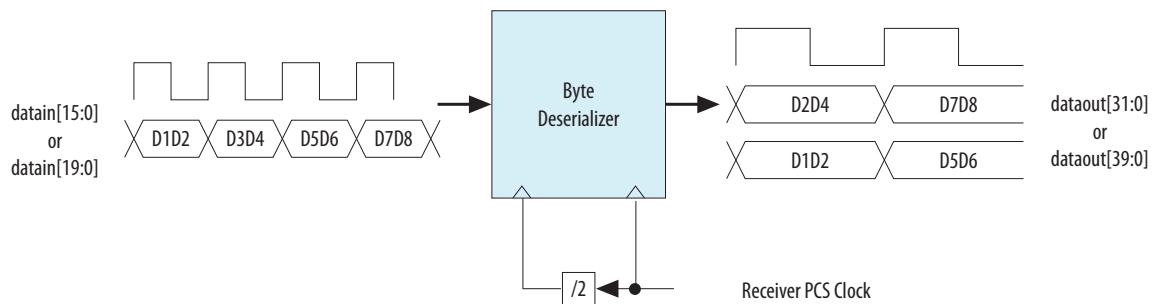 datain[15:0]
or
datain[19:0]
D1D2 D3D4 D5D6 D7D8
Byte
Deserializer
D2D4 D7D8
D1D2 D5D6
dataout[31:0]
or
dataout[39:0]
/2
Receiver PCS Clock